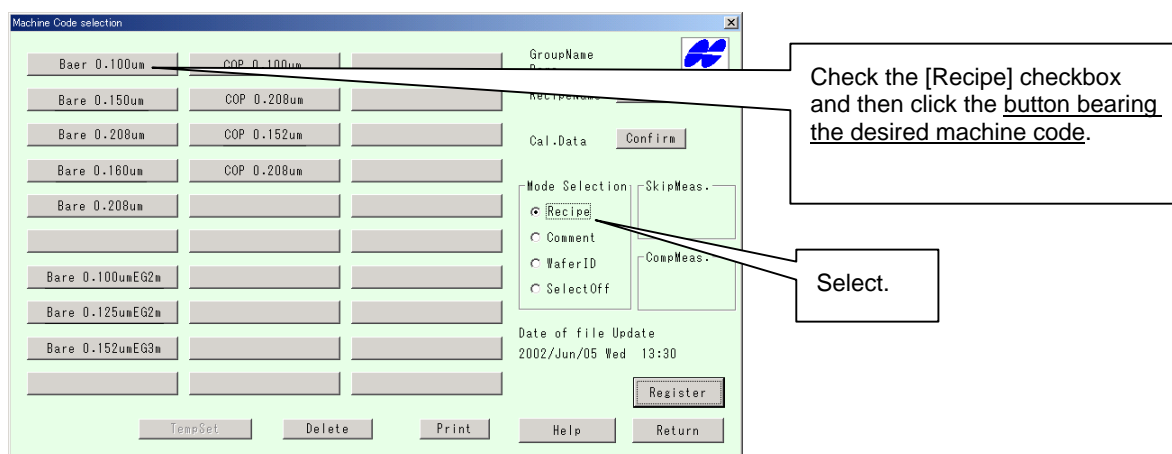 Machine Code selection
Baer 0.100um
COP 0.100um
GroupName
Bare 0.150um
COP 0.208um
RecipeName
Bare 0.208um
COP 0.152um
Cal.Data
Confirm
Bare 0.160um
COP 0.208um
Bare 0.208um
Mode Selection
SkipMeas.
Recipe
Comment
WaferID
SelectOff
CompMeas.
Bare 0.100umEG2m
Bare 0.125umEG2m
Bare 0.152umEG3m
Date of file Update
2002/Jun/05 Wed 13:30
Register
TempSet
Delete
Print
Help
Return
Check the [Recipe] checkbox
and then click the button bearing
the desired machine code.
Select.